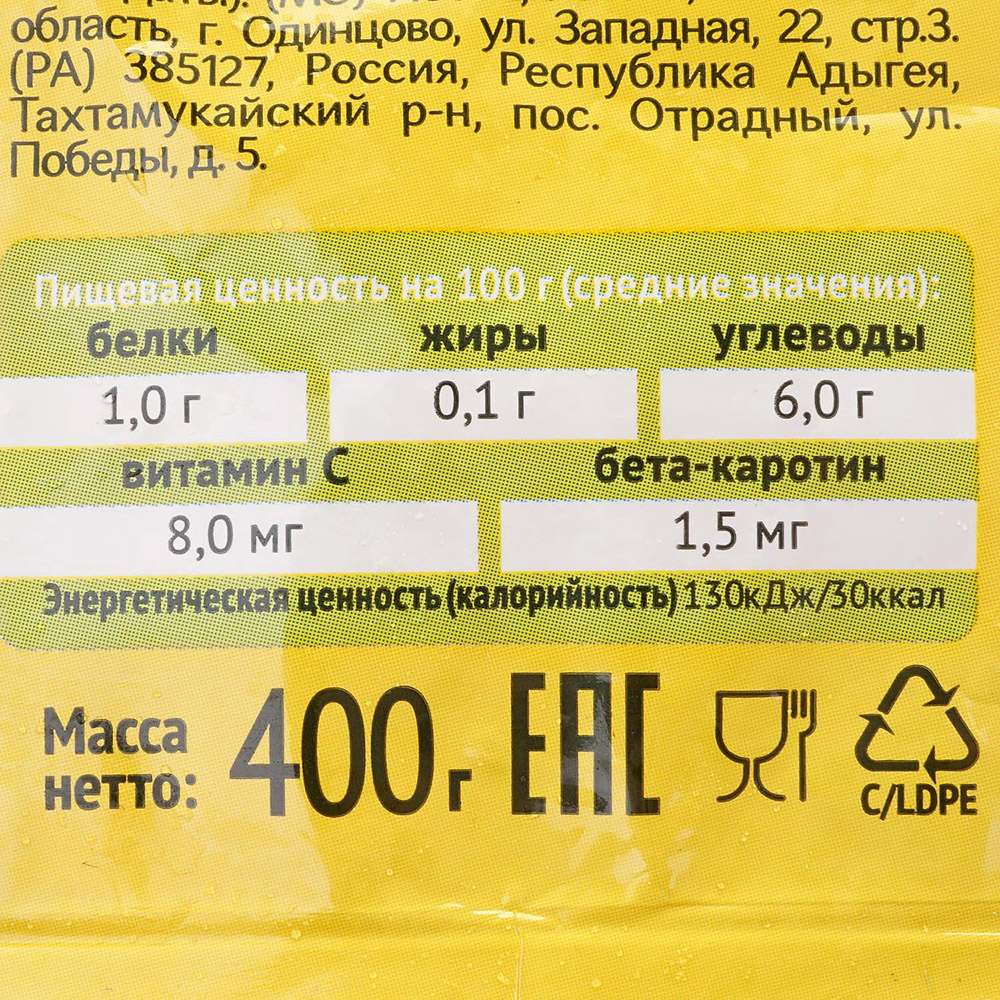 область, г. Одинцово, ул. Западная, 22, стр.3.
(РА) 385127, Россия, Республика Адыгея,
Тахтамукайский р-н, пос. Отрадный, ул.
Победы, д. 5.
Пищевая ценность на 100 г (средние значения):
белки жиры углеводы
1,0 г 0,1 г 6,0 г
витамин С бета-каротин
8,0 мг 1,5 мг
Энергетическая ценность (калорийность) 130кДж/30ккал
Масса
нетто: 400г EAC
C/LDPE